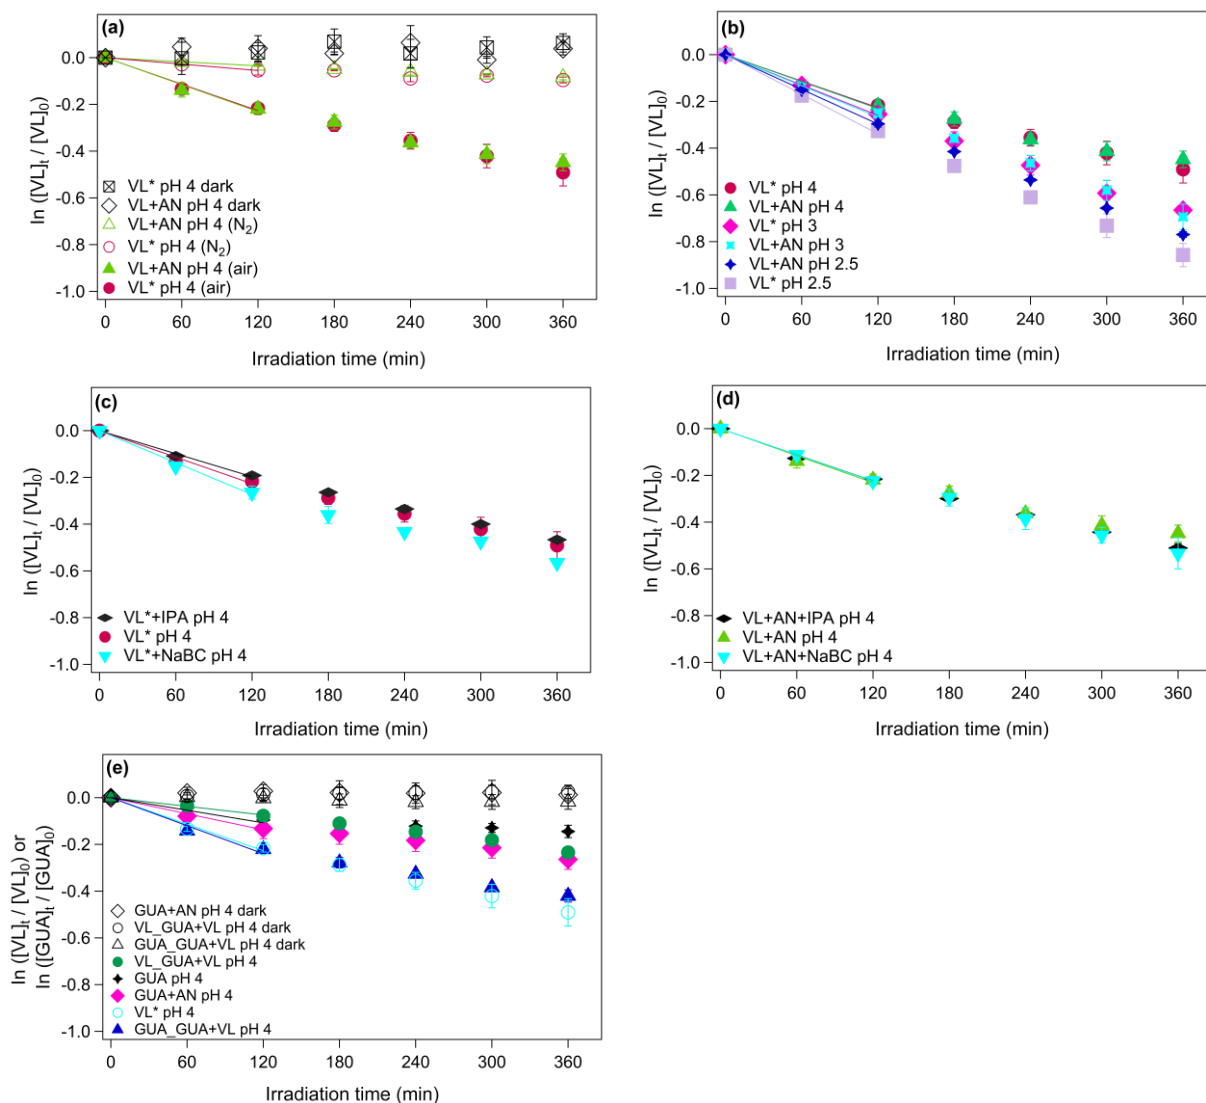 (a)
ln ([VL]t / [VL]0)
0.0
-0.2
-0.4
-0.6
-0.8
-1.0
VL* pH 4 dark
VL+AN pH 4 dark
VL+AN pH 4 (N2)
VL* pH 4 (N2)
VL+AN pH 4 (air)
VL* pH 4 (air)
0 60 120 180 240 300 360
Irradiation time (min)
(b)
ln ([VL]t / [VL]0)
0.0
-0.2
-0.4
-0.6
-0.8
-1.0
VL* pH 4
VL+AN pH 4
VL* pH 3
VL+AN pH 3
VL+AN pH 2.5
VL* pH 2.5
0 60 120 180 240 300 360
Irradiation time (min)
(c)
ln ([VL]t / [VL]0)
0.0
-0.2
-0.4
-0.6
-0.8
-1.0
VL*+IPA pH 4
VL* pH 4
VL*+NaBC pH 4
0 60 120 180 240 300 360
Irradiation time (min)
(d)
ln ([VL]t / [VL]0)
0.0
-0.2
-0.4
-0.6
-0.8
-1.0
VL+AN+IPA pH 4
VL+AN pH 4
VL+AN+NaBC pH 4
0 60 120 180 240 300 360
Irradiation time (min)
(e)
ln ([VL]t / [VL]0) or
ln ([GUA]t / [GUA]0)
0.0
-0.2
-0.4
-0.6
-0.8
-1.0
GUA+AN pH 4 dark
VL_GUA+VL pH 4 dark
GUA_GUA+VL pH 4 dark
VL_GUA+VL pH 4
GUA pH 4
GUA+AN pH 4
VL* pH 4
GUA_GUA+VL pH 4
0 60 120 180 240 300 360
Irradiation time (min)